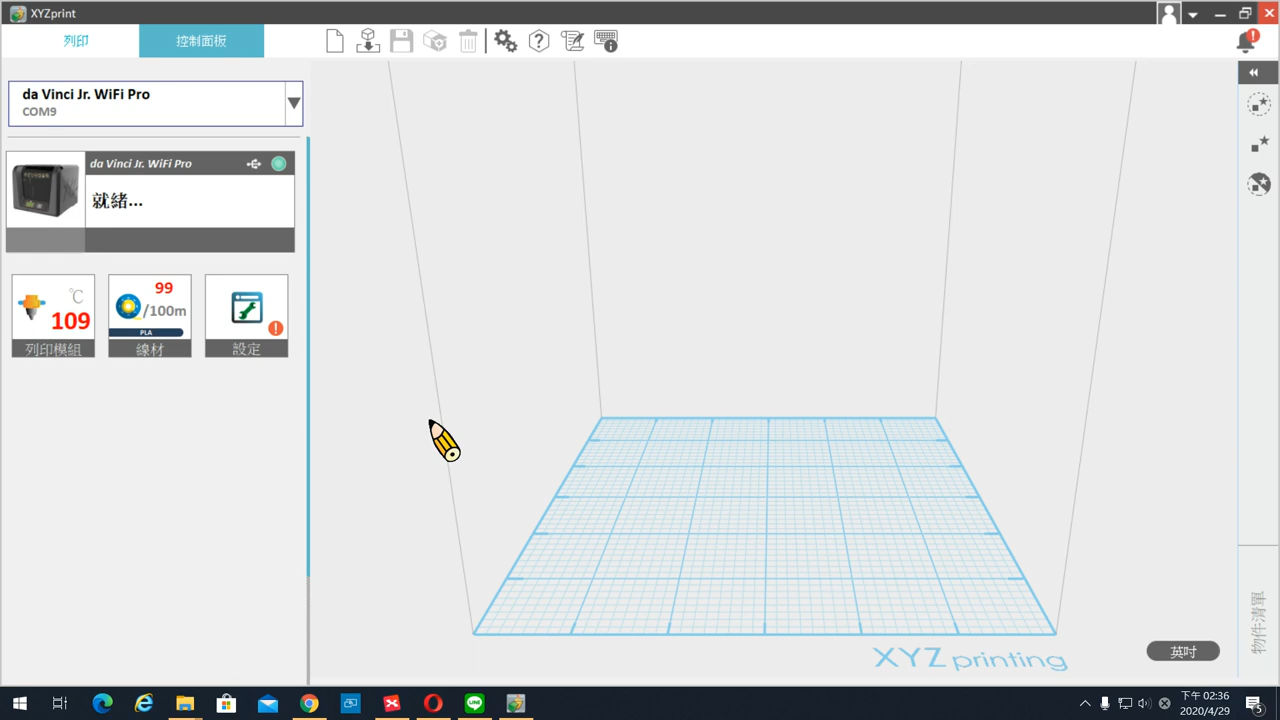 XYZprint
列印
控制面板
da Vinci Jr. WiFi Pro
COM9
da Vinci Jr. WiFi Pro
就緒...
℃
109
列印模組
99
/100m
PLA
線材
設定
XYZ printing
英吋
物件清單
下午 02:36
2020/4/29
5